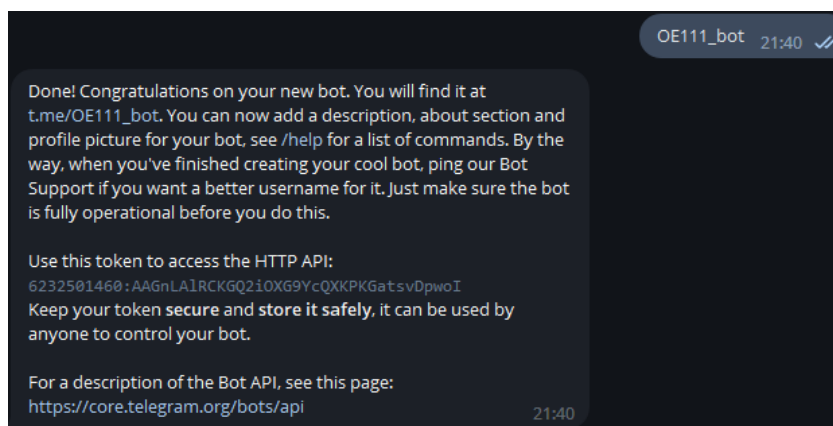 OE111_bot 21:40
Done! Congratulations on your new bot. You will find it at
t.me/OE111_bot. You can now add a description, about section and
profile picture for your bot, see /help for a list of commands. By the
way, when you've finished creating your cool bot, ping our Bot
Support if you want a better username for it. Just make sure the bot
is fully operational before you do this.
Use this token to access the HTTP API:
6232501460:AAGnLAlRCKGQ2iOXG9YcQXKPKGatsvDpwoI
Keep your token secure and store it safely, it can be used by
anyone to control your bot.
For a description of the Bot API, see this page:
https://core.telegram.org/bots/api
21:40